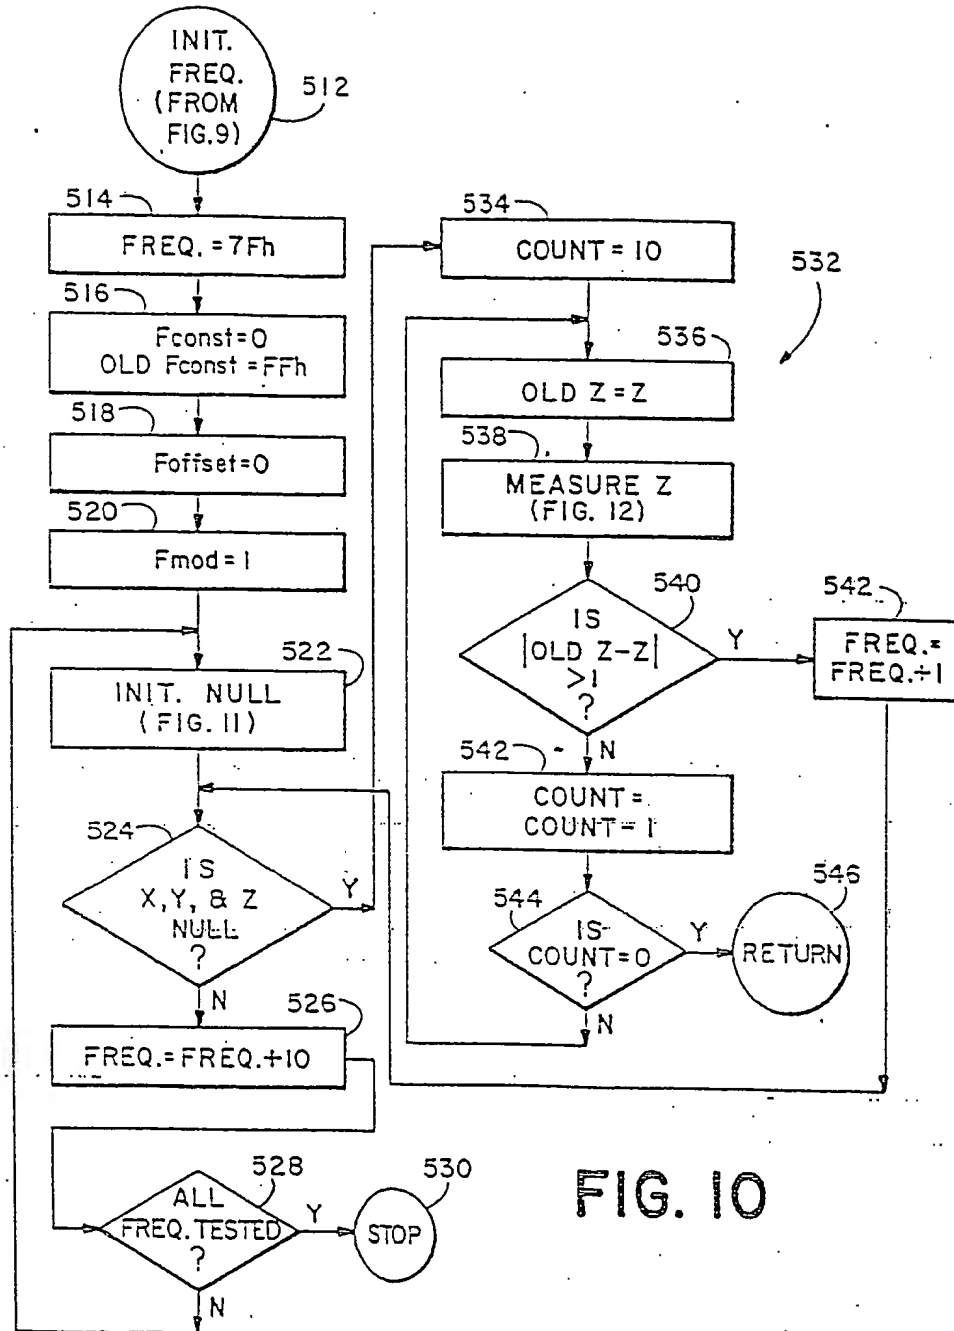 INIT.
FREQ.
(FROM
FIG.9)
512
514
FREQ. = 7Fh
516
Fconst=0
OLD Fconst = FFh
518
Foffset=0
520
Fmod = 1
INIT. NULL
(FIG. 11)
522
524
IS
X, Y, & Z
NULL
?
Y
N
526
FREQ.=FREQ.+10
528
ALL
FREQ. TESTED
?
Y
N
530
STOP
534
COUNT = 10
532
536
OLD Z = Z
538
MEASURE Z
(FIG. 12)
540
IS
|OLD Z-Z|
>1
?
Y
N
542
FREQ.=
FREQ.+1
542
COUNT =
COUNT = 1
544
IS
COUNT=0
?
Y
N
546
RETURN
FIG. 10